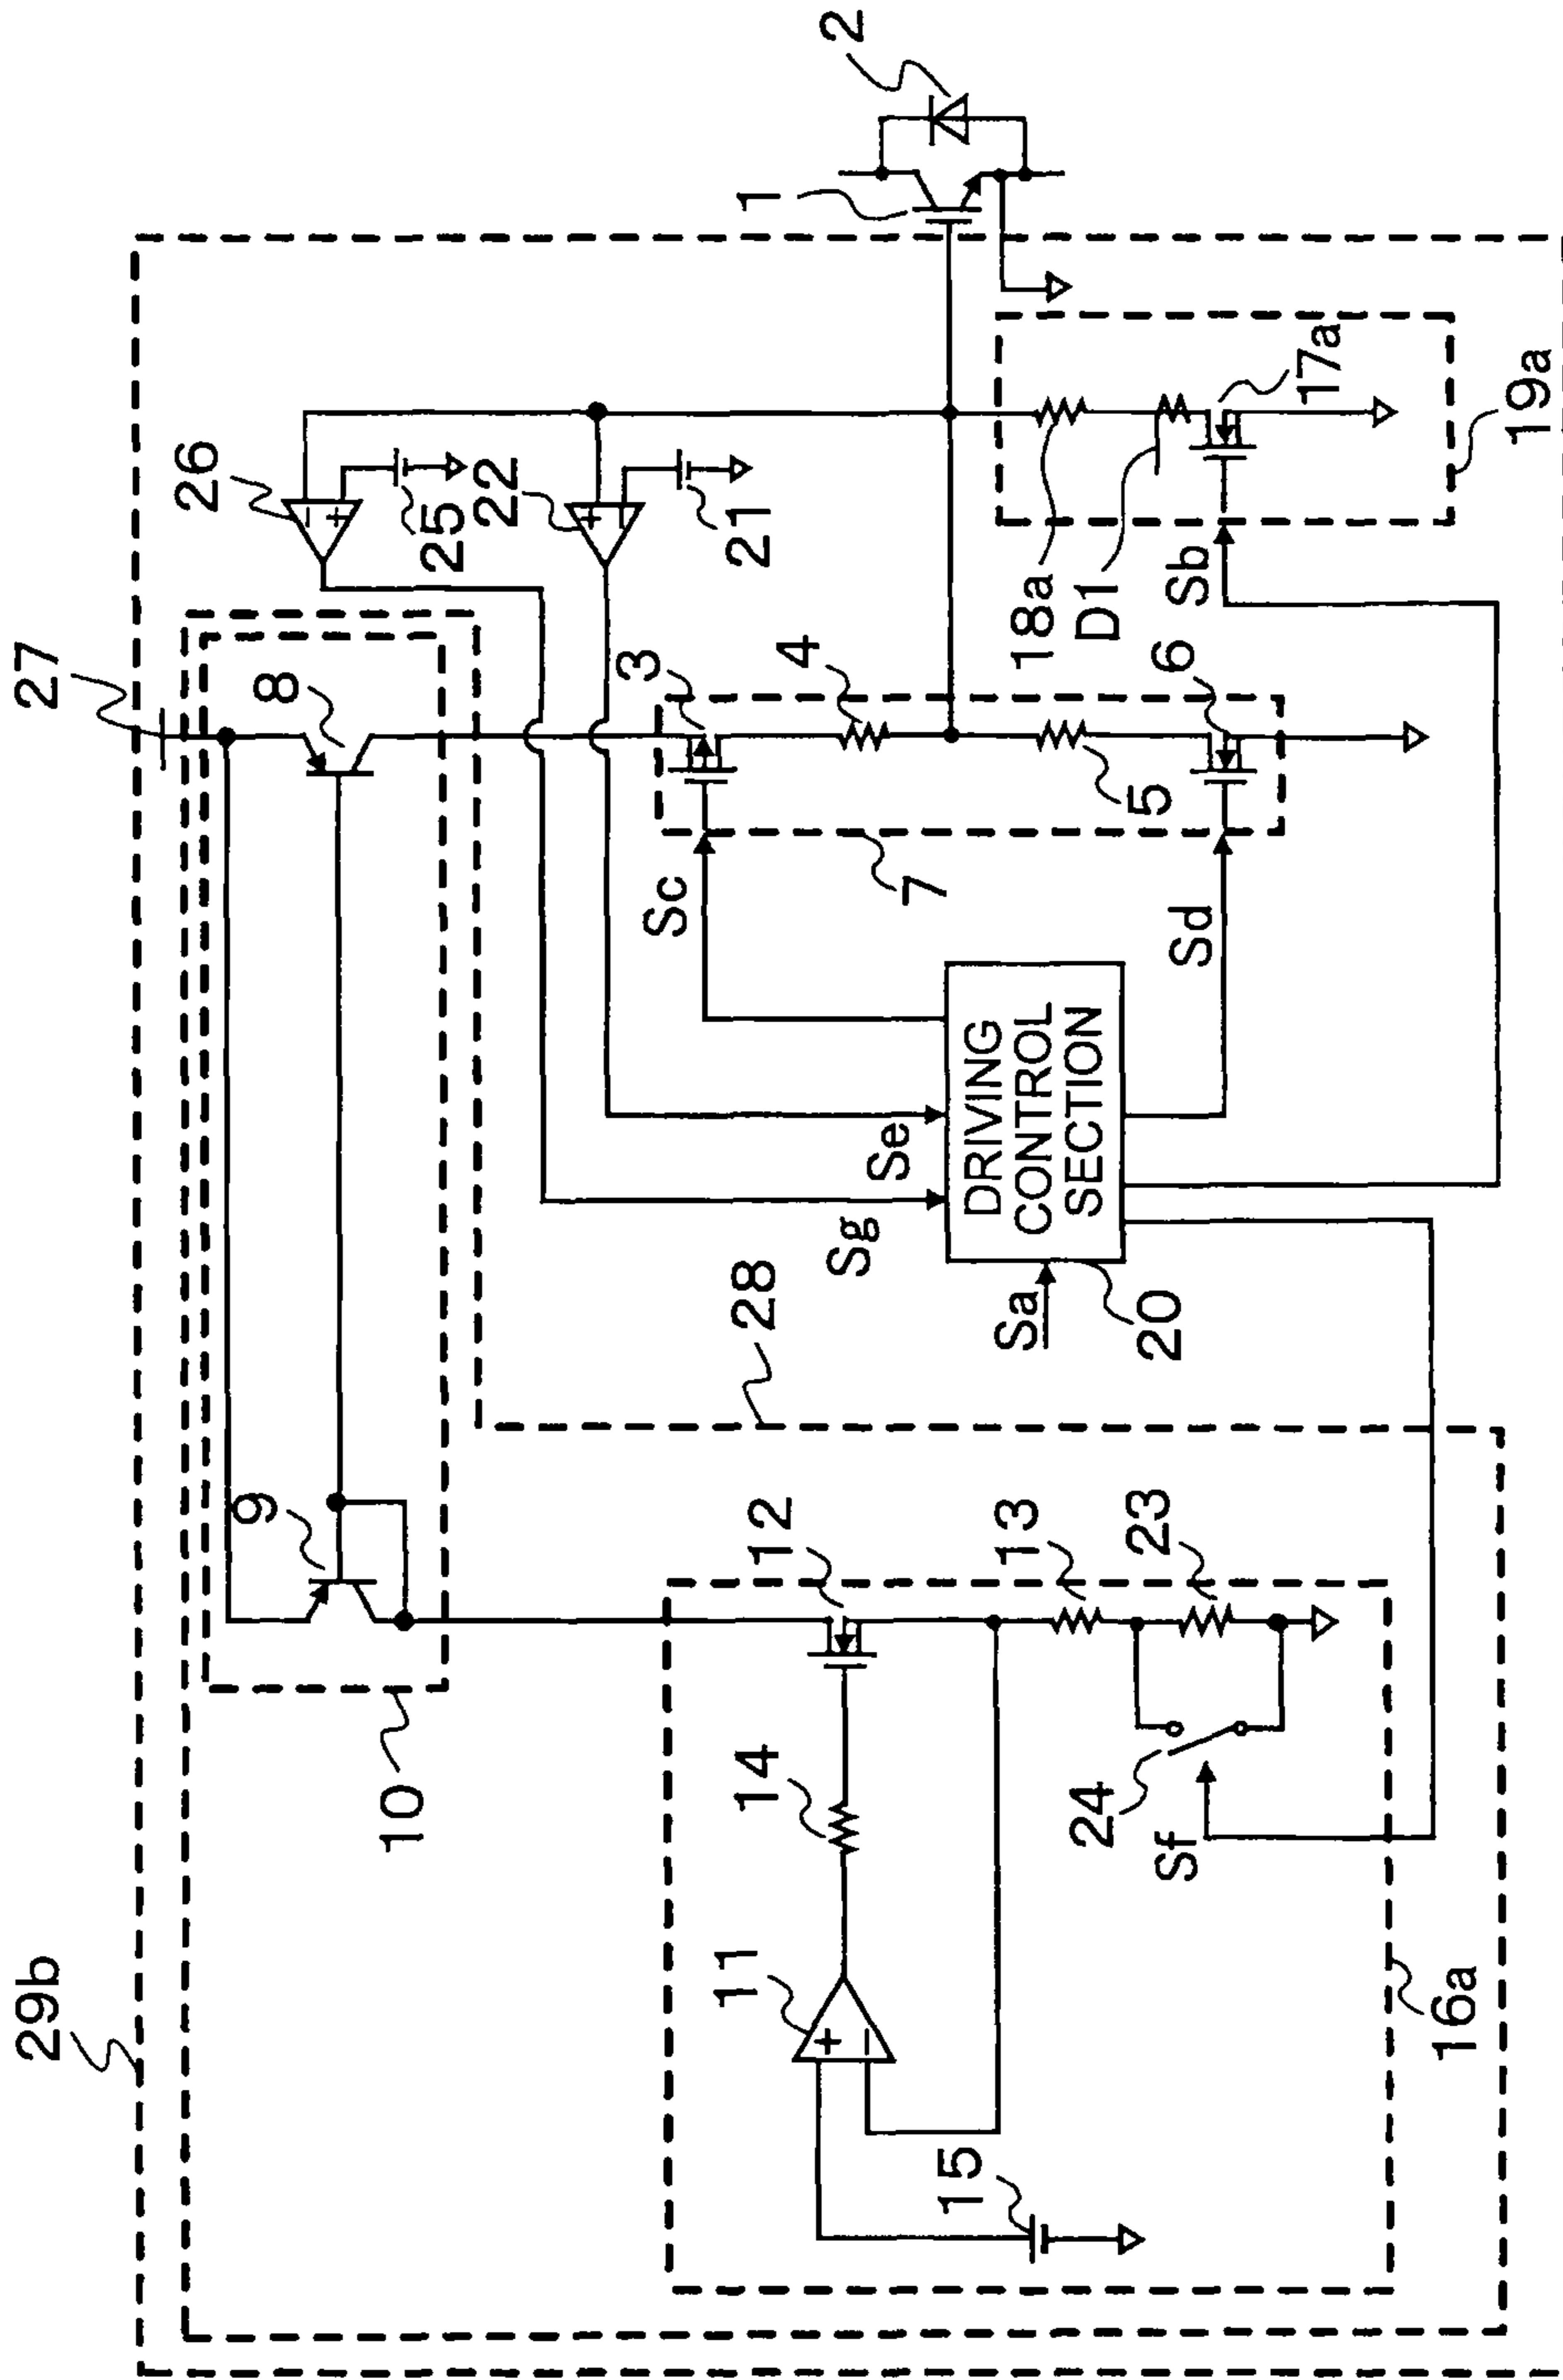 29b
27
10
9
8
26
25
22
21
1
2
28
Sg
Se
Sc
3
4
5
6
7
Sd
Sa
DRIVING
CONTROL
SECTION
20
18a
D1
Sb
17a
19a
11
+
−
14
12
13
23
24
Sf
15
16a
−
+
+
−